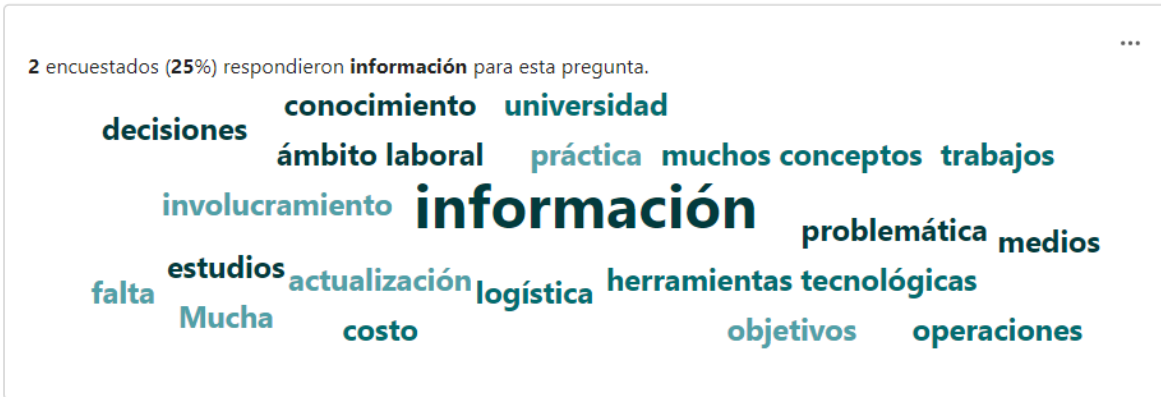 2 encuestados (25%) respondieron información para esta pregunta.
conocimiento universidad
decisiones
ámbito laboral práctica muchos conceptos trabajos
involucramiento información
problemática medios
estudios actualización logística herramientas tecnológicas
falta Mucha
costo objetivos operaciones